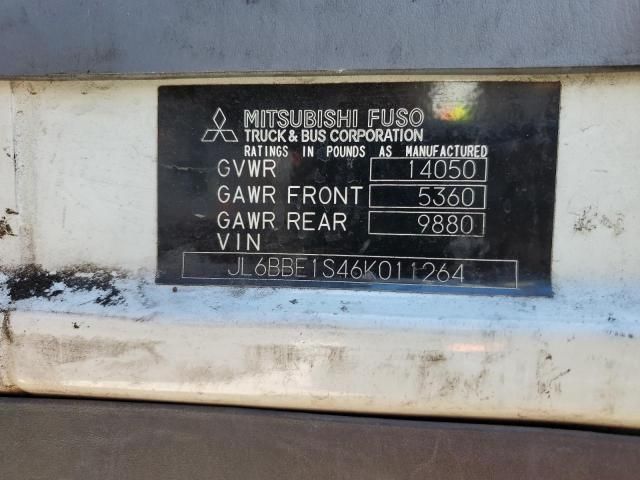 MITSUBISHI FUSO
TRUCK & BUS CORPORATION
RATINGS IN POUNDS AS MANUFACTURED
GVWR 14050
GAWR FRONT 5360
GAWR REAR 9880
VIN
JL6BBE1S46K011264